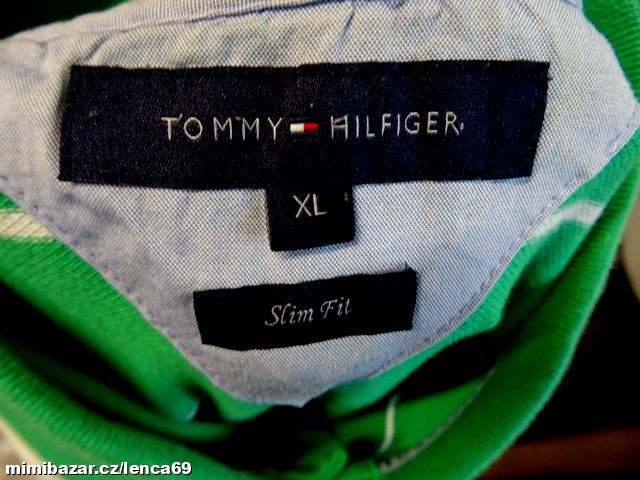 TOMMY HILFIGER
XL
Slim Fit
mimibazar.cz/lenca69